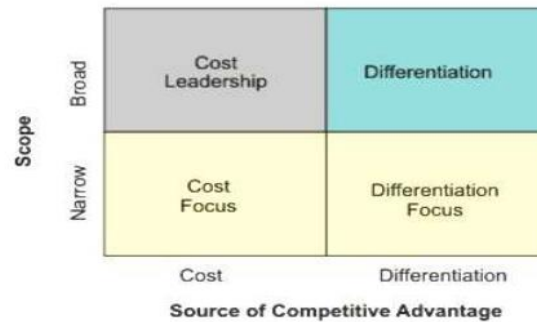 Scope
Broad
Cost
Leadership
Differentiation
Narrow
Cost
Focus
Differentiation
Focus
Cost
Differentiation
Source of Competitive Advantage